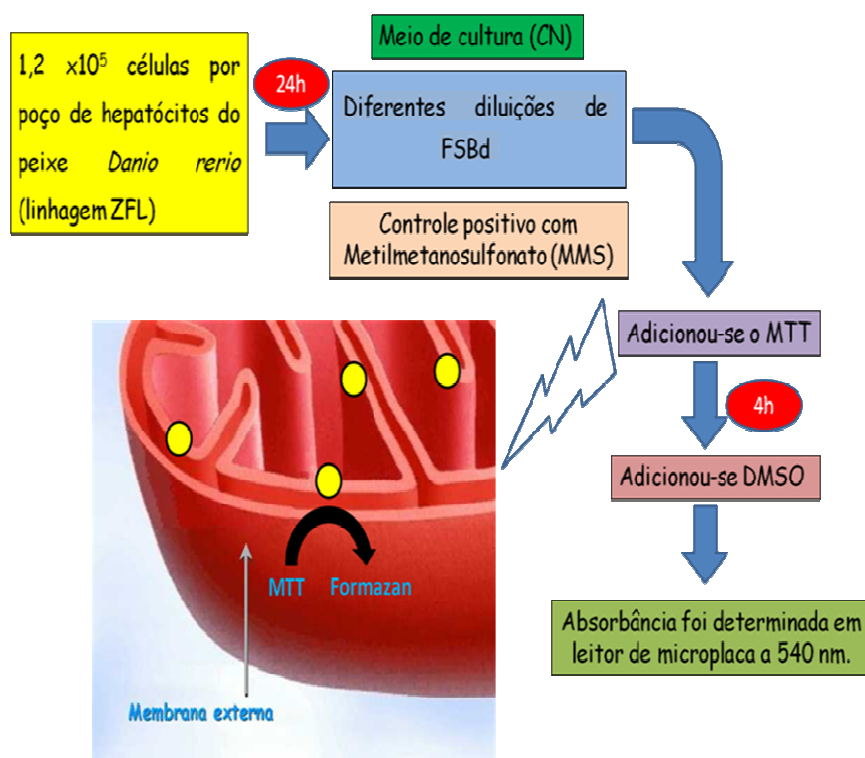 1,2 x10⁵ células por
poço de hepatócitos do
peixe Danio rerio
(linhagem ZFL)
24h
Meio de cultura (CN)
Diferentes diluições de
FSBd
Controle positivo com
Metilmetanosulfonato (MMS)
Adicionou-se o MTT
4h
Adicionou-se DMSO
Absorbância foi determinada em
leitor de microplaca a 540 nm.
MTT Formazan
Membrana externa